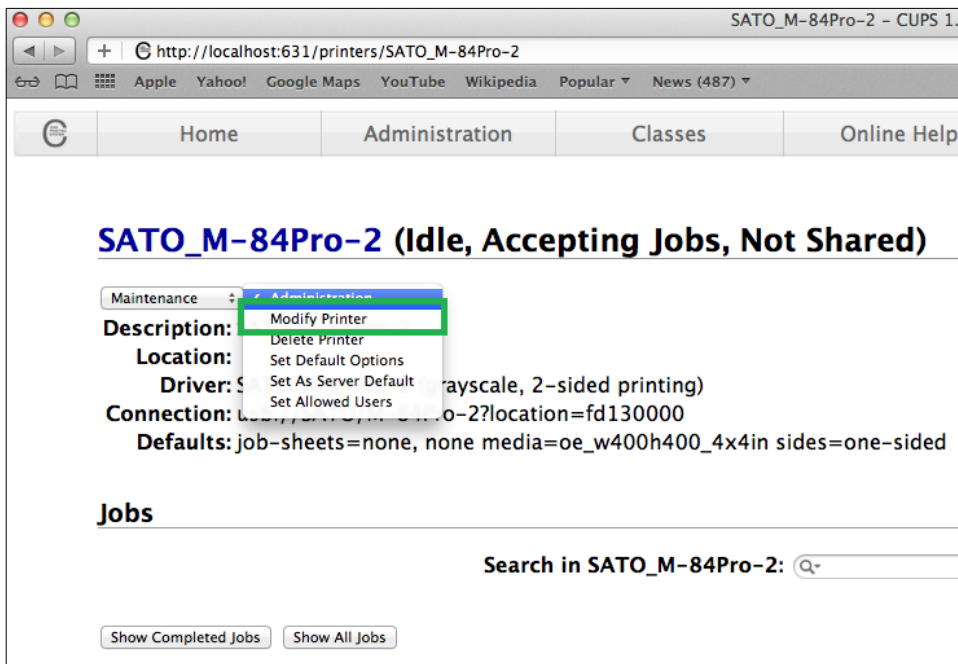 SATO_M-84Pro-2 – CUPS 1.
http://localhost:631/printers/SATO_M-84Pro-2
Apple Yahoo! Google Maps YouTube Wikipedia Popular News (487)
Home Administration Classes Online Help
SATO_M-84Pro-2 (Idle, Accepting Jobs, Not Shared)
Maintenance Administration
Modify Printer
Description:
Delete Printer
Location:
Set Default Options
Driver: S
Set As Server Default
(grayscale, 2-sided printing)
Set Allowed Users
Connection: usb://SATO/M-84Pro-2?location=fd130000
Defaults: job-sheets=none, none media=oe_w400h400_4x4in sides=one-sided
Jobs
Search in SATO_M-84Pro-2:
Show Completed Jobs Show All Jobs